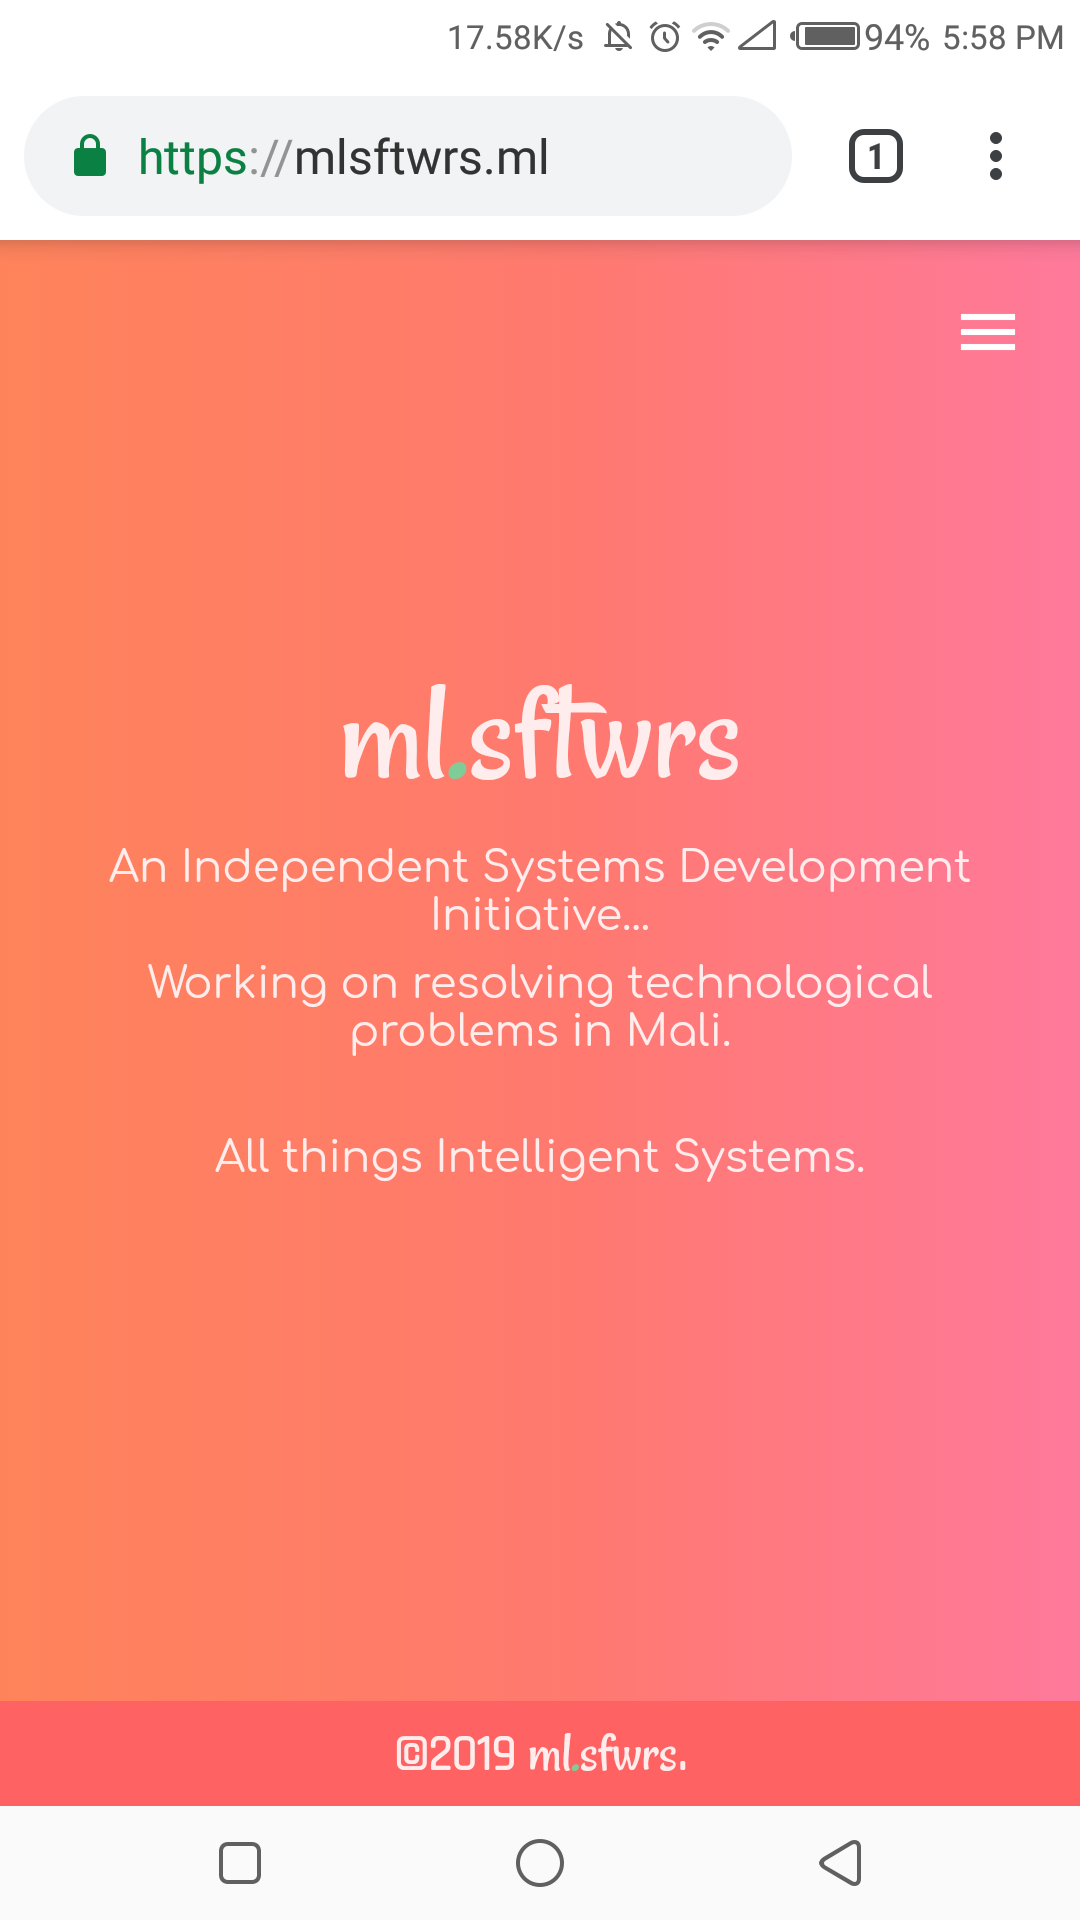 17.58K/s 94% 5:58 PM
https://mlsftwrs.ml
1
ml.sftwrs
An Independent Systems Development
Initiative...
Working on resolving technological
problems in Mali.
All things Intelligent Systems.
©2019 ml.sfwrs.